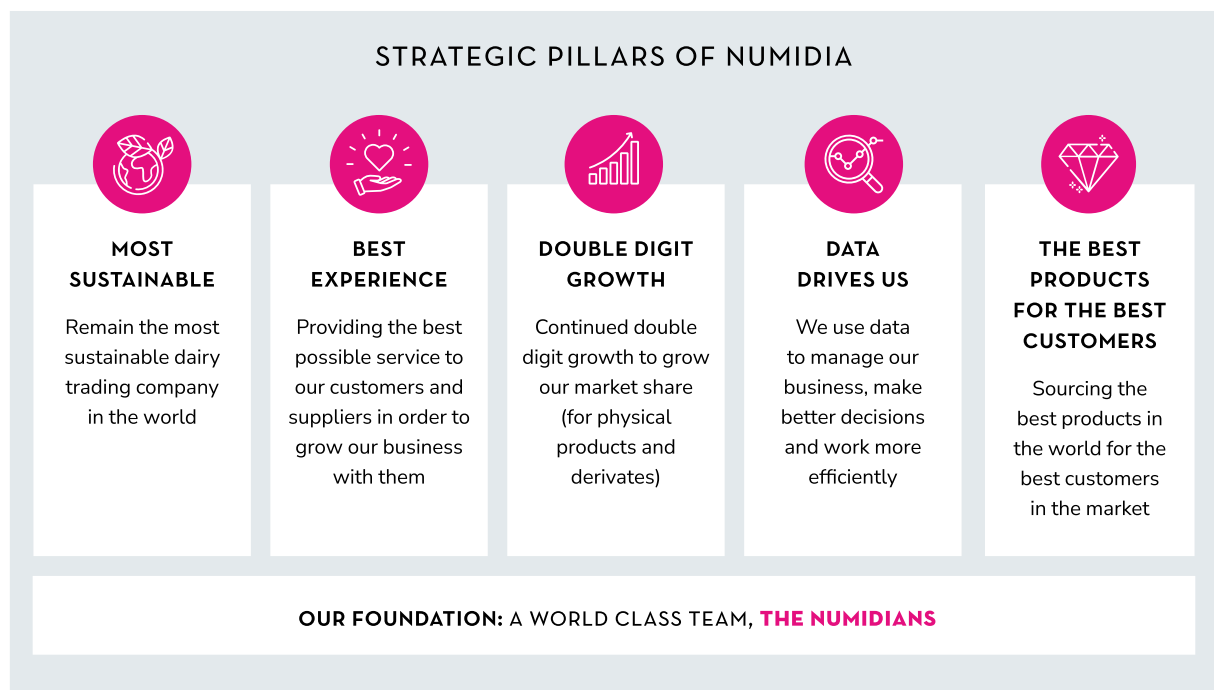 STRATEGIC PILLARS OF NUMIDIA
MOST
SUSTAINABLE
Remain the most
sustainable dairy
trading company
in the world
BEST
EXPERIENCE
Providing the best
possible service to
our customers and
suppliers in order to
grow our business
with them
DOUBLE DIGIT
GROWTH
Continued double
digit growth to grow
our market share
(for physical
products and
derivates)
DATA
DRIVES US
We use data
to manage our
business, make
better decisions
and work more
efficiently
THE BEST
PRODUCTS
FOR THE BEST
CUSTOMERS
Sourcing the
best products in
the world for the
best customers
in the market
OUR FOUNDATION: A WORLD CLASS TEAM, THE NUMIDIANS